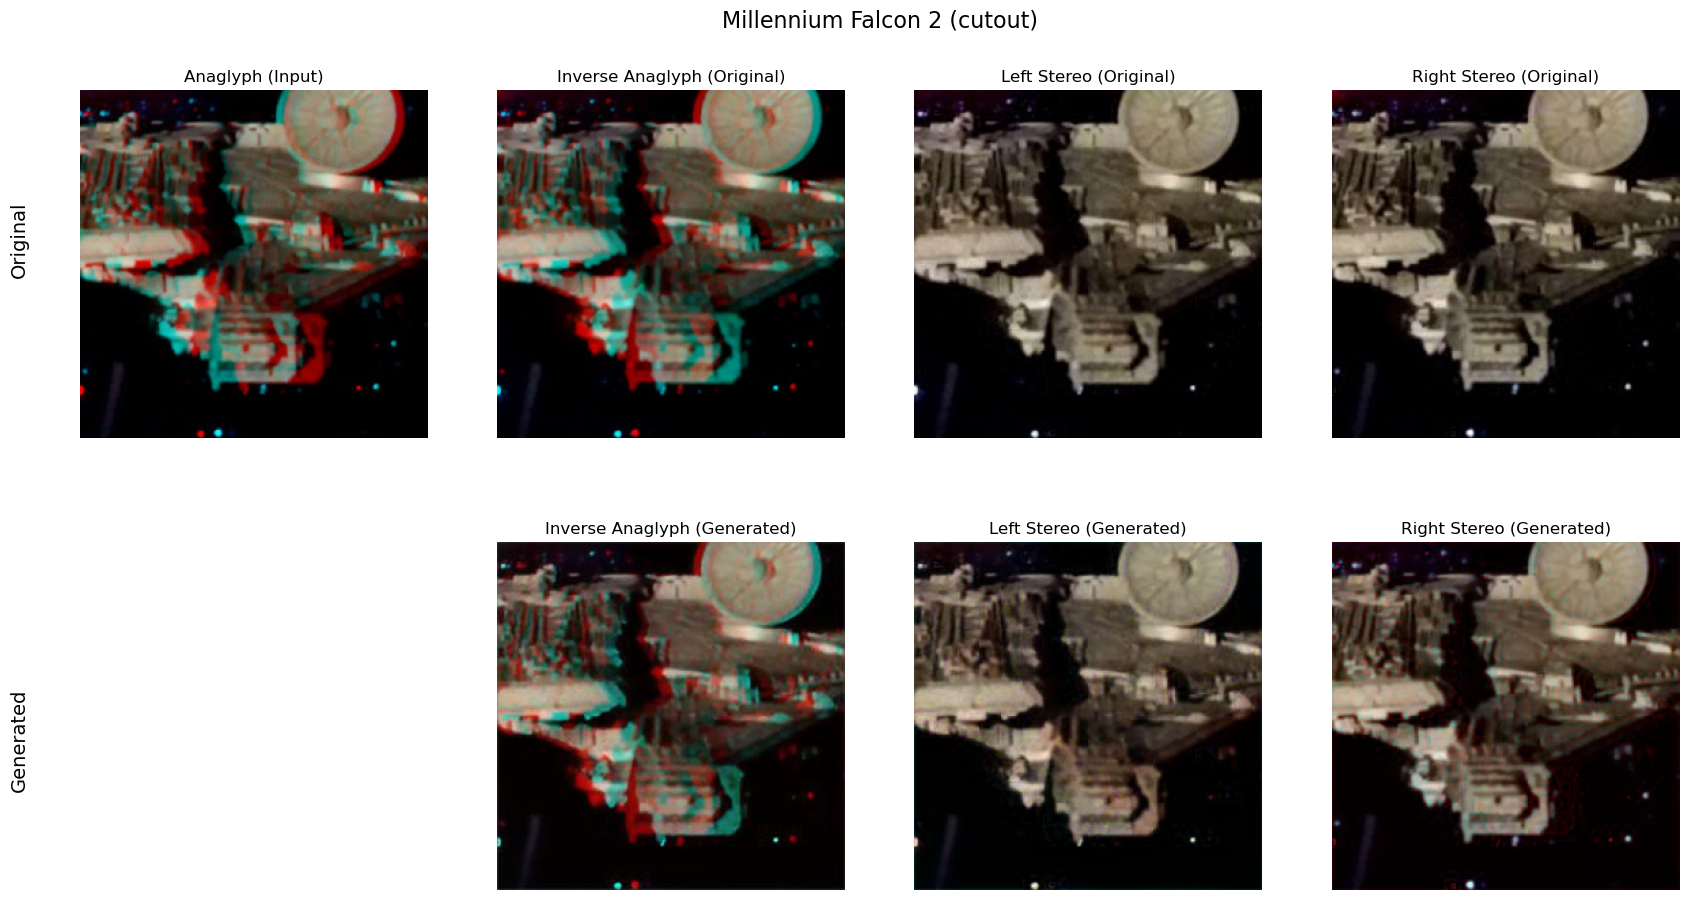 Millennium Falcon 2 (cutout)
Anaglyph (Input)
Inverse Anaglyph (Original)
Left Stereo (Original)
Right Stereo (Original)
Original
Inverse Anaglyph (Generated)
Left Stereo (Generated)
Right Stereo (Generated)
Generated